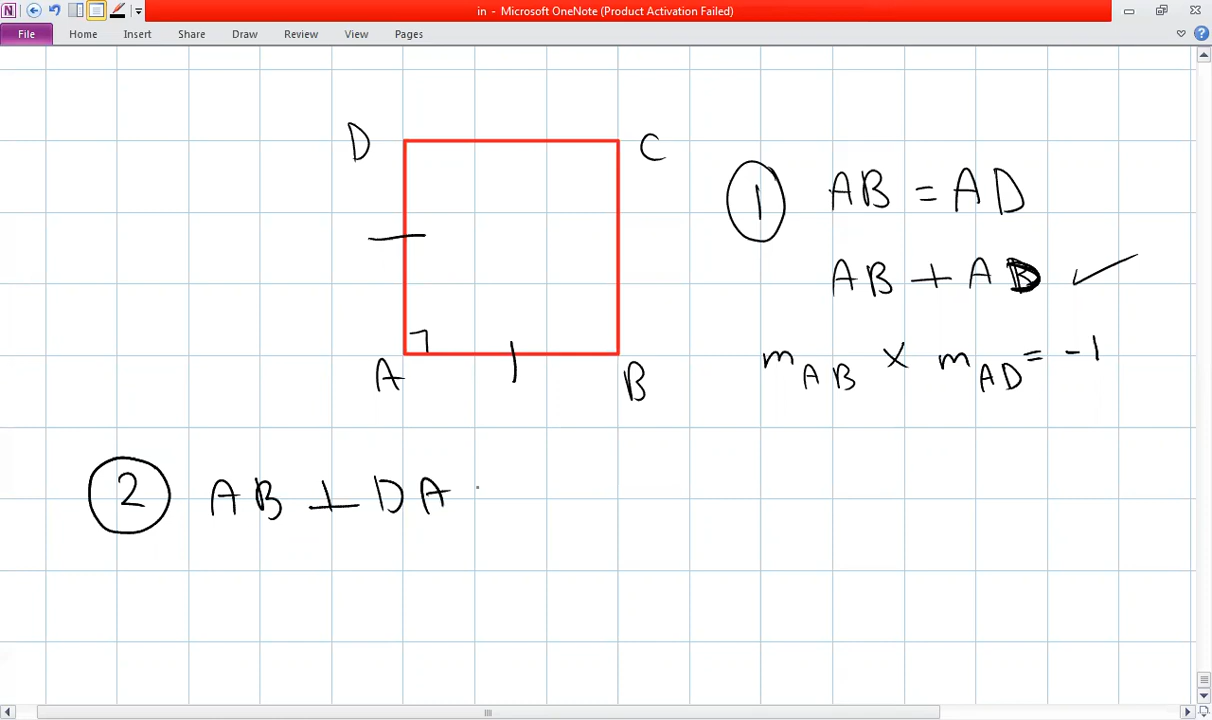 in - Microsoft OneNote (Product Activation Failed)
File Home Insert Share Draw Review View Pages
D C
① AB = AD
AB ⊥ AD ✓
m_AB × m_AD = -1
A B
② AB ⊥ DA